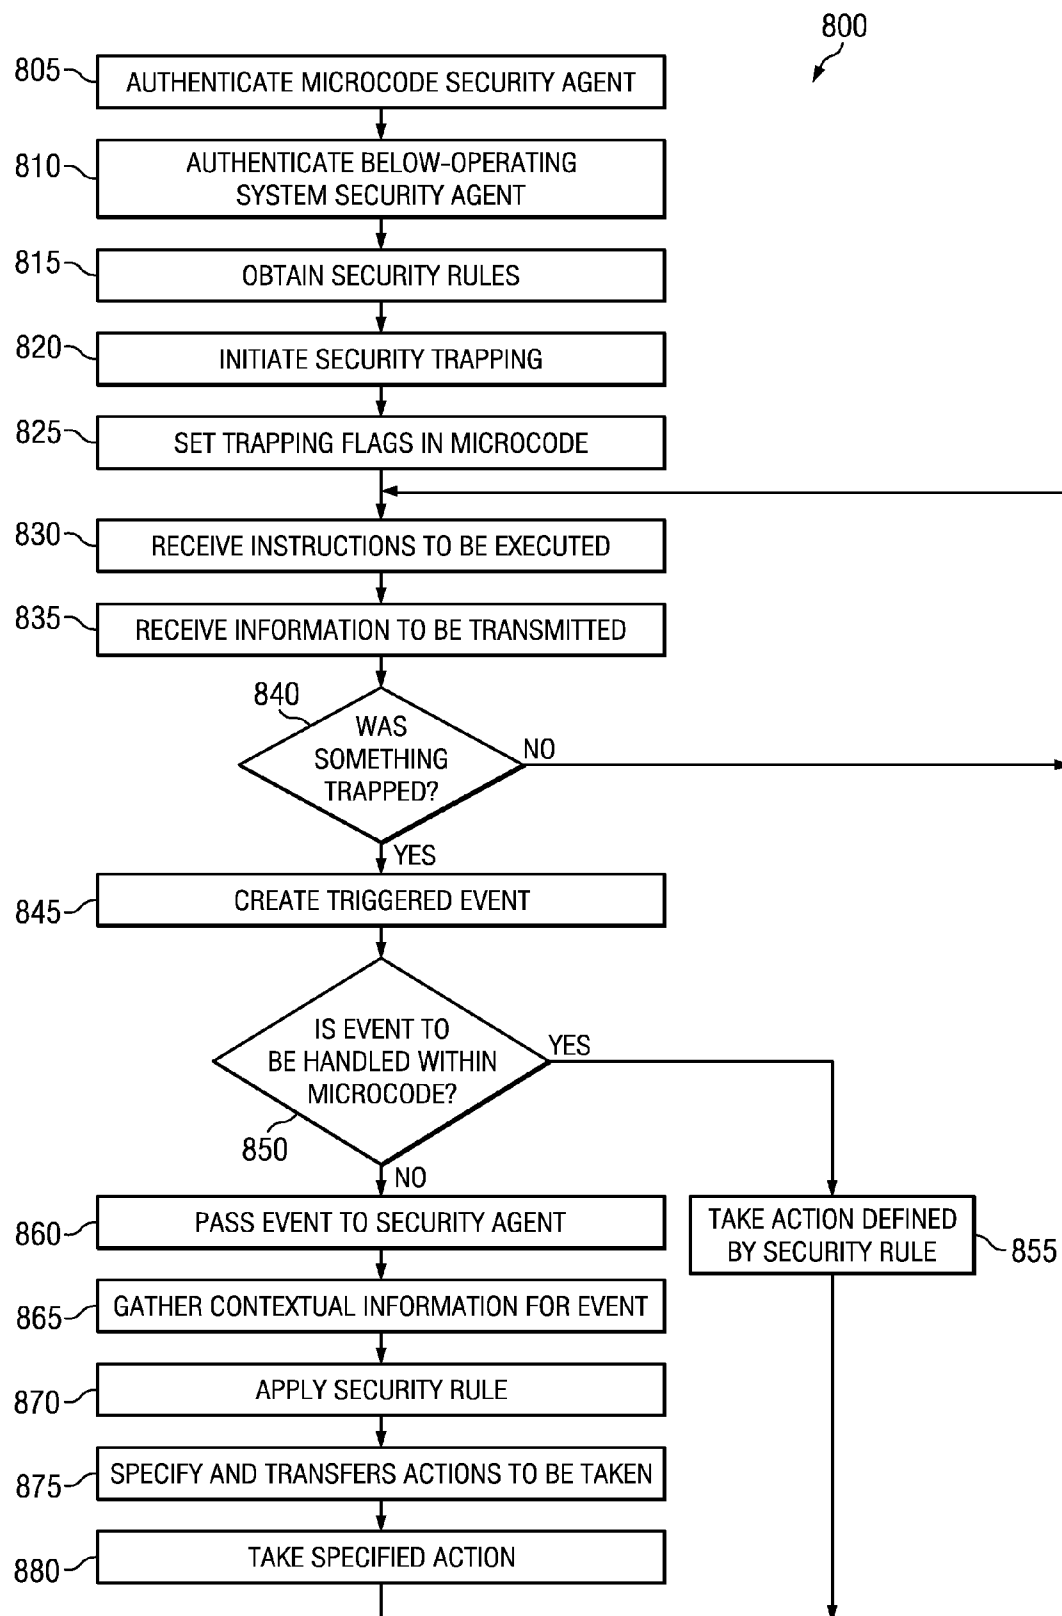 800
805
AUTHENTICATE MICROCODE SECURITY AGENT
810
AUTHENTICATE BELOW-OPERATING
SYSTEM SECURITY AGENT
815
OBTAIN SECURITY RULES
820
INITIATE SECURITY TRAPPING
825
SET TRAPPING FLAGS IN MICROCODE
830
RECEIVE INSTRUCTIONS TO BE EXECUTED
835
RECEIVE INFORMATION TO BE TRANSMITTED
840
WAS
SOMETHING
TRAPPED?
NO
YES
845
CREATE TRIGGERED EVENT
IS EVENT TO
BE HANDLED WITHIN
MICROCODE?
YES
850
NO
860
PASS EVENT TO SECURITY AGENT
TAKE ACTION DEFINED
BY SECURITY RULE
855
865
GATHER CONTEXTUAL INFORMATION FOR EVENT
870
APPLY SECURITY RULE
875
SPECIFY AND TRANSFERS ACTIONS TO BE TAKEN
880
TAKE SPECIFIED ACTION